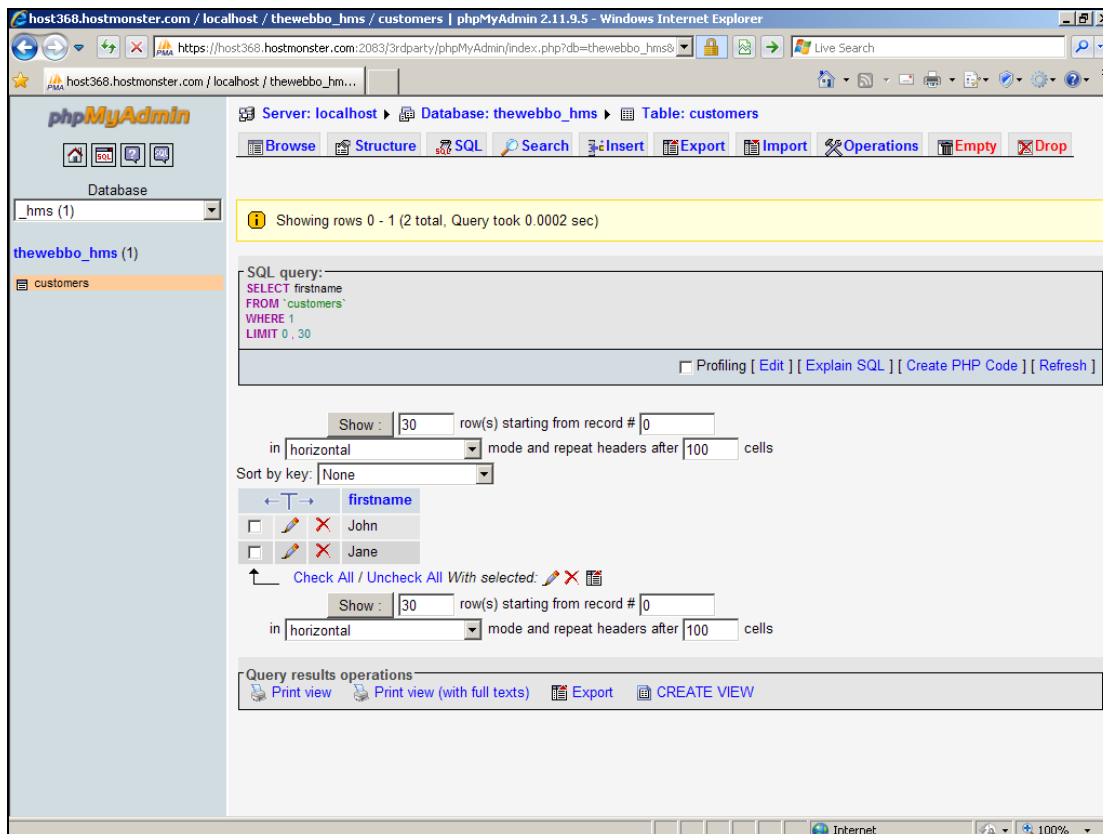 host368.hostmonster.com / localhost / thewebbo_hms / customers | phpMyAdmin 2.11.9.5 - Windows Internet Explorer
https://host368.hostmonster.com:2083/3rdparty/phpMyAdmin/index.php?db=thewebbo_hms& Live Search
host368.hostmonster.com / localhost / thewebbo_hm...
phpMyAdmin
Database
_hms (1)
thewebbo_hms (1)
customers
Server: localhost Database: thewebbo_hms Table: customers
Browse Structure SQL Search Insert Export Import Operations Empty Drop
Showing rows 0 - 1 (2 total, Query took 0.0002 sec)
SQL query:
SELECT firstname
FROM `customers`
WHERE 1
LIMIT 0 , 30
Profiling [ Edit ] [ Explain SQL ] [ Create PHP Code ] [ Refresh ]
Show : 30 row(s) starting from record # 0
in horizontal mode and repeat headers after 100 cells
Sort by key: None
←T→ firstname
John
Jane
Check All / Uncheck All With selected:
Show : 30 row(s) starting from record # 0
in horizontal mode and repeat headers after 100 cells
Query results operations
Print view Print view (with full texts) Export CREATE VIEW
Internet 100%